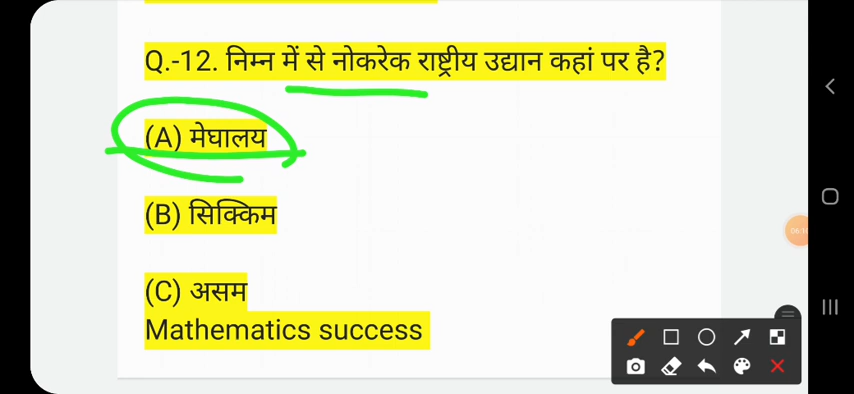 Q.-12. निम्न में से नोकरेक राष्ट्रीय उद्यान कहां पर है?
(A) मेघालय
(B) सिक्किम
(C) असम
Mathematics success